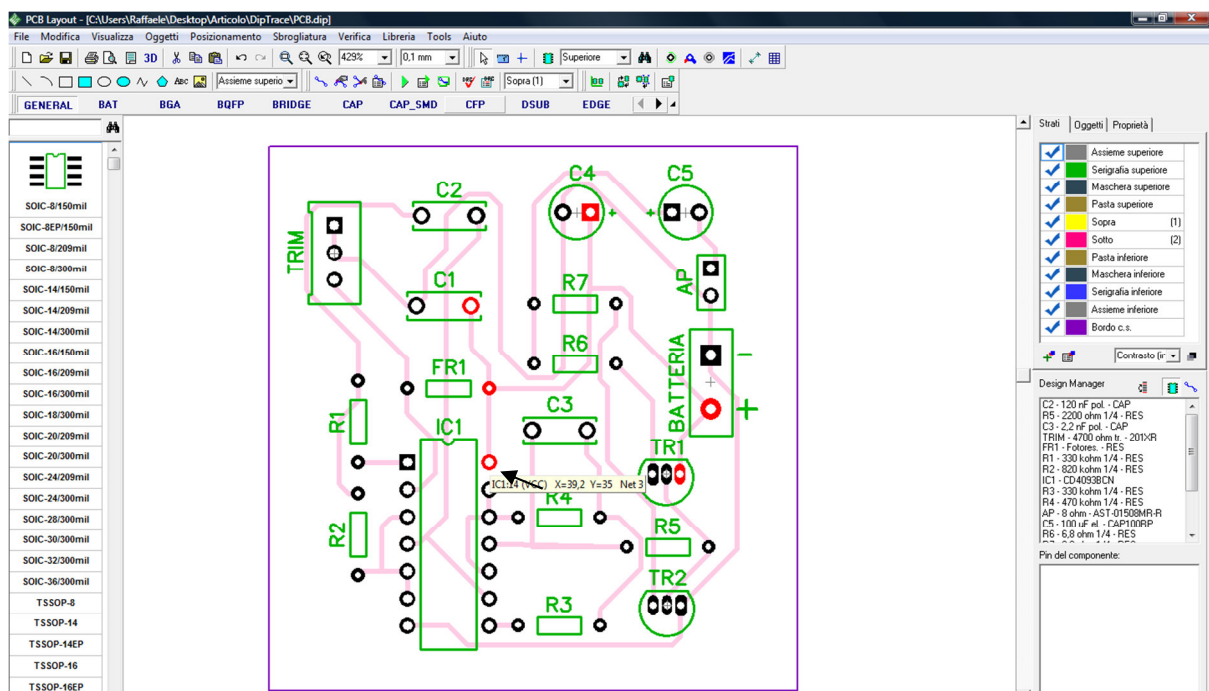 PCB Layout - [C:\Users\Raffaele\Desktop\Articolo\DipTrace\PCB.dip]
File Modifica Visualizza Oggetti Posizionamento Sbrogliatura Verifica Libreria Tools Aiuto
3D 429% 0,1 mm Superiore
ABC Assieme superio Sopra (1)
GENERAL BAT BGA BQFP BRIDGE CAP CAP_SMD CFP DSUB EDGE
SOIC-8/150mil
SOIC-8EP/150mil
SOIC-8/209mil
SOIC-8/300mil
SOIC-14/150mil
SOIC-14/209mil
SOIC-14/300mil
SOIC-16/150mil
SOIC-16/209mil
SOIC-16/300mil
SOIC-18/300mil
SOIC-20/209mil
SOIC-20/300mil
SOIC-24/209mil
SOIC-24/300mil
SOIC-28/300mil
SOIC-30/300mil
SOIC-32/300mil
SOIC-36/300mil
TSSOP-8
TSSOP-14
TSSOP-14EP
TSSOP-16
TSSOP-16EP
C4 C5
C2
TRIM
AP
C1 R7
R6
FR1
BATTERIA
- +
C3
R1
IC1
TR1
IC1:14 (VCC) X=39,2 Y=35 Net 3
R4
R2
R5
TR2
R3
Strati Oggetti Proprietà
Assieme superiore
Serigrafia superiore
Maschera superiore
Pasta superiore
Sopra (1)
Sotto (2)
Pasta inferiore
Maschera inferiore
Serigrafia inferiore
Assieme inferiore
Bordo c.s.
Contrasto (ir
Design Manager
C2 - 120 nF pol. - CAP
R5 - 2200 ohm 1/4 - RES
C3 - 2,2 nF pol. - CAP
TRIM - 4700 ohm tr. - 201XR
FR1 - Fotores. - RES
R1 - 330 kohm 1/4 - RES
R2 - 820 kohm 1/4 - RES
IC1 - CD4093BCN
R3 - 330 kohm 1/4 - RES
R4 - 470 kohm 1/4 - RES
AP - 8 ohm - AST-01508MR-R
C5 - 100 uF el. - CAP100RP
R6 - 6,8 ohm 1/4 - RES
Pin del componente: